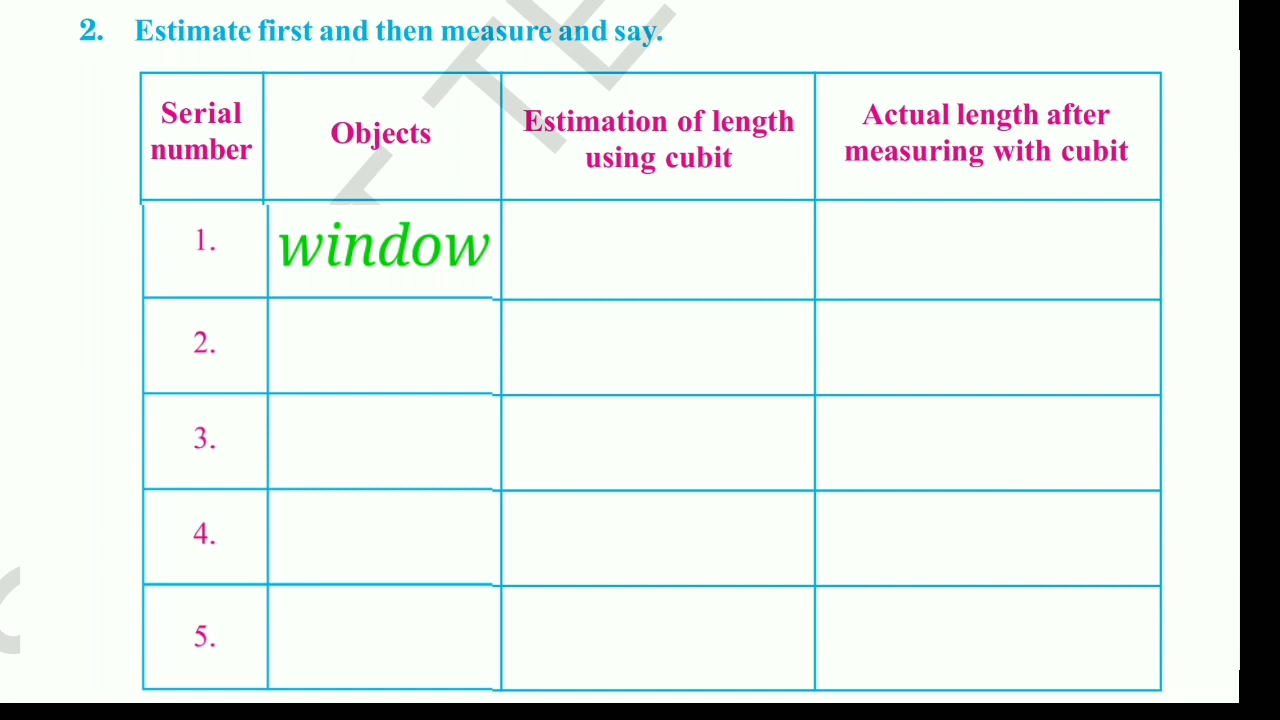 2. Estimate first and then measure and say.
Serial number Objects Estimation of length using cubit Actual length after measuring with cubit
1. window
2.
3.
4.
5.